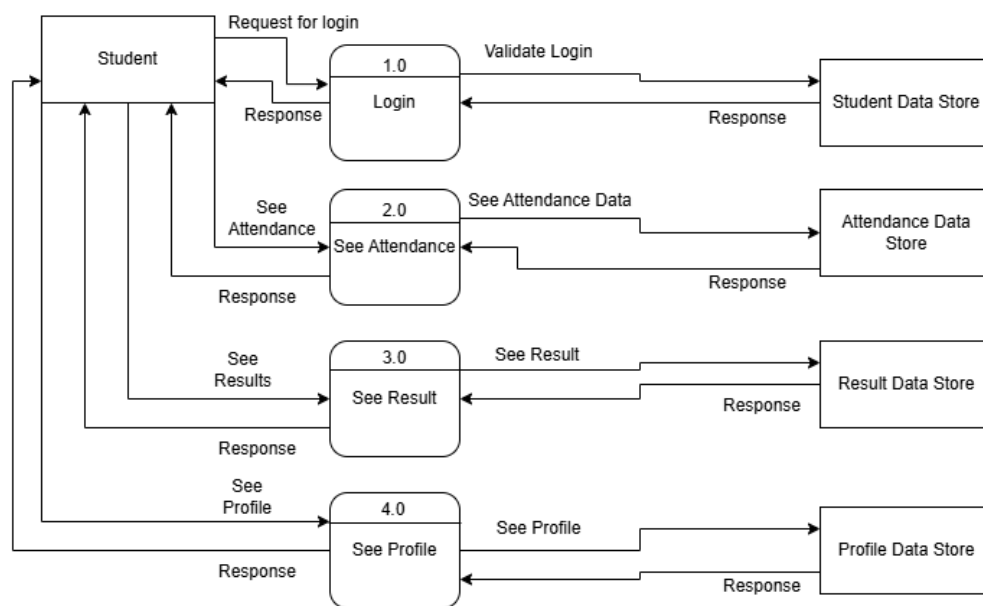 Request for login
Student
1.0
Login
Validate Login
Student Data Store
Response
Response
See
Attendance
2.0
See Attendance
See Attendance Data
Attendance Data
Store
Response
Response
See
Results
3.0
See Result
See Result
Result Data Store
Response
Response
See
Profile
4.0
See Profile
See Profile
Profile Data Store
Response
Response